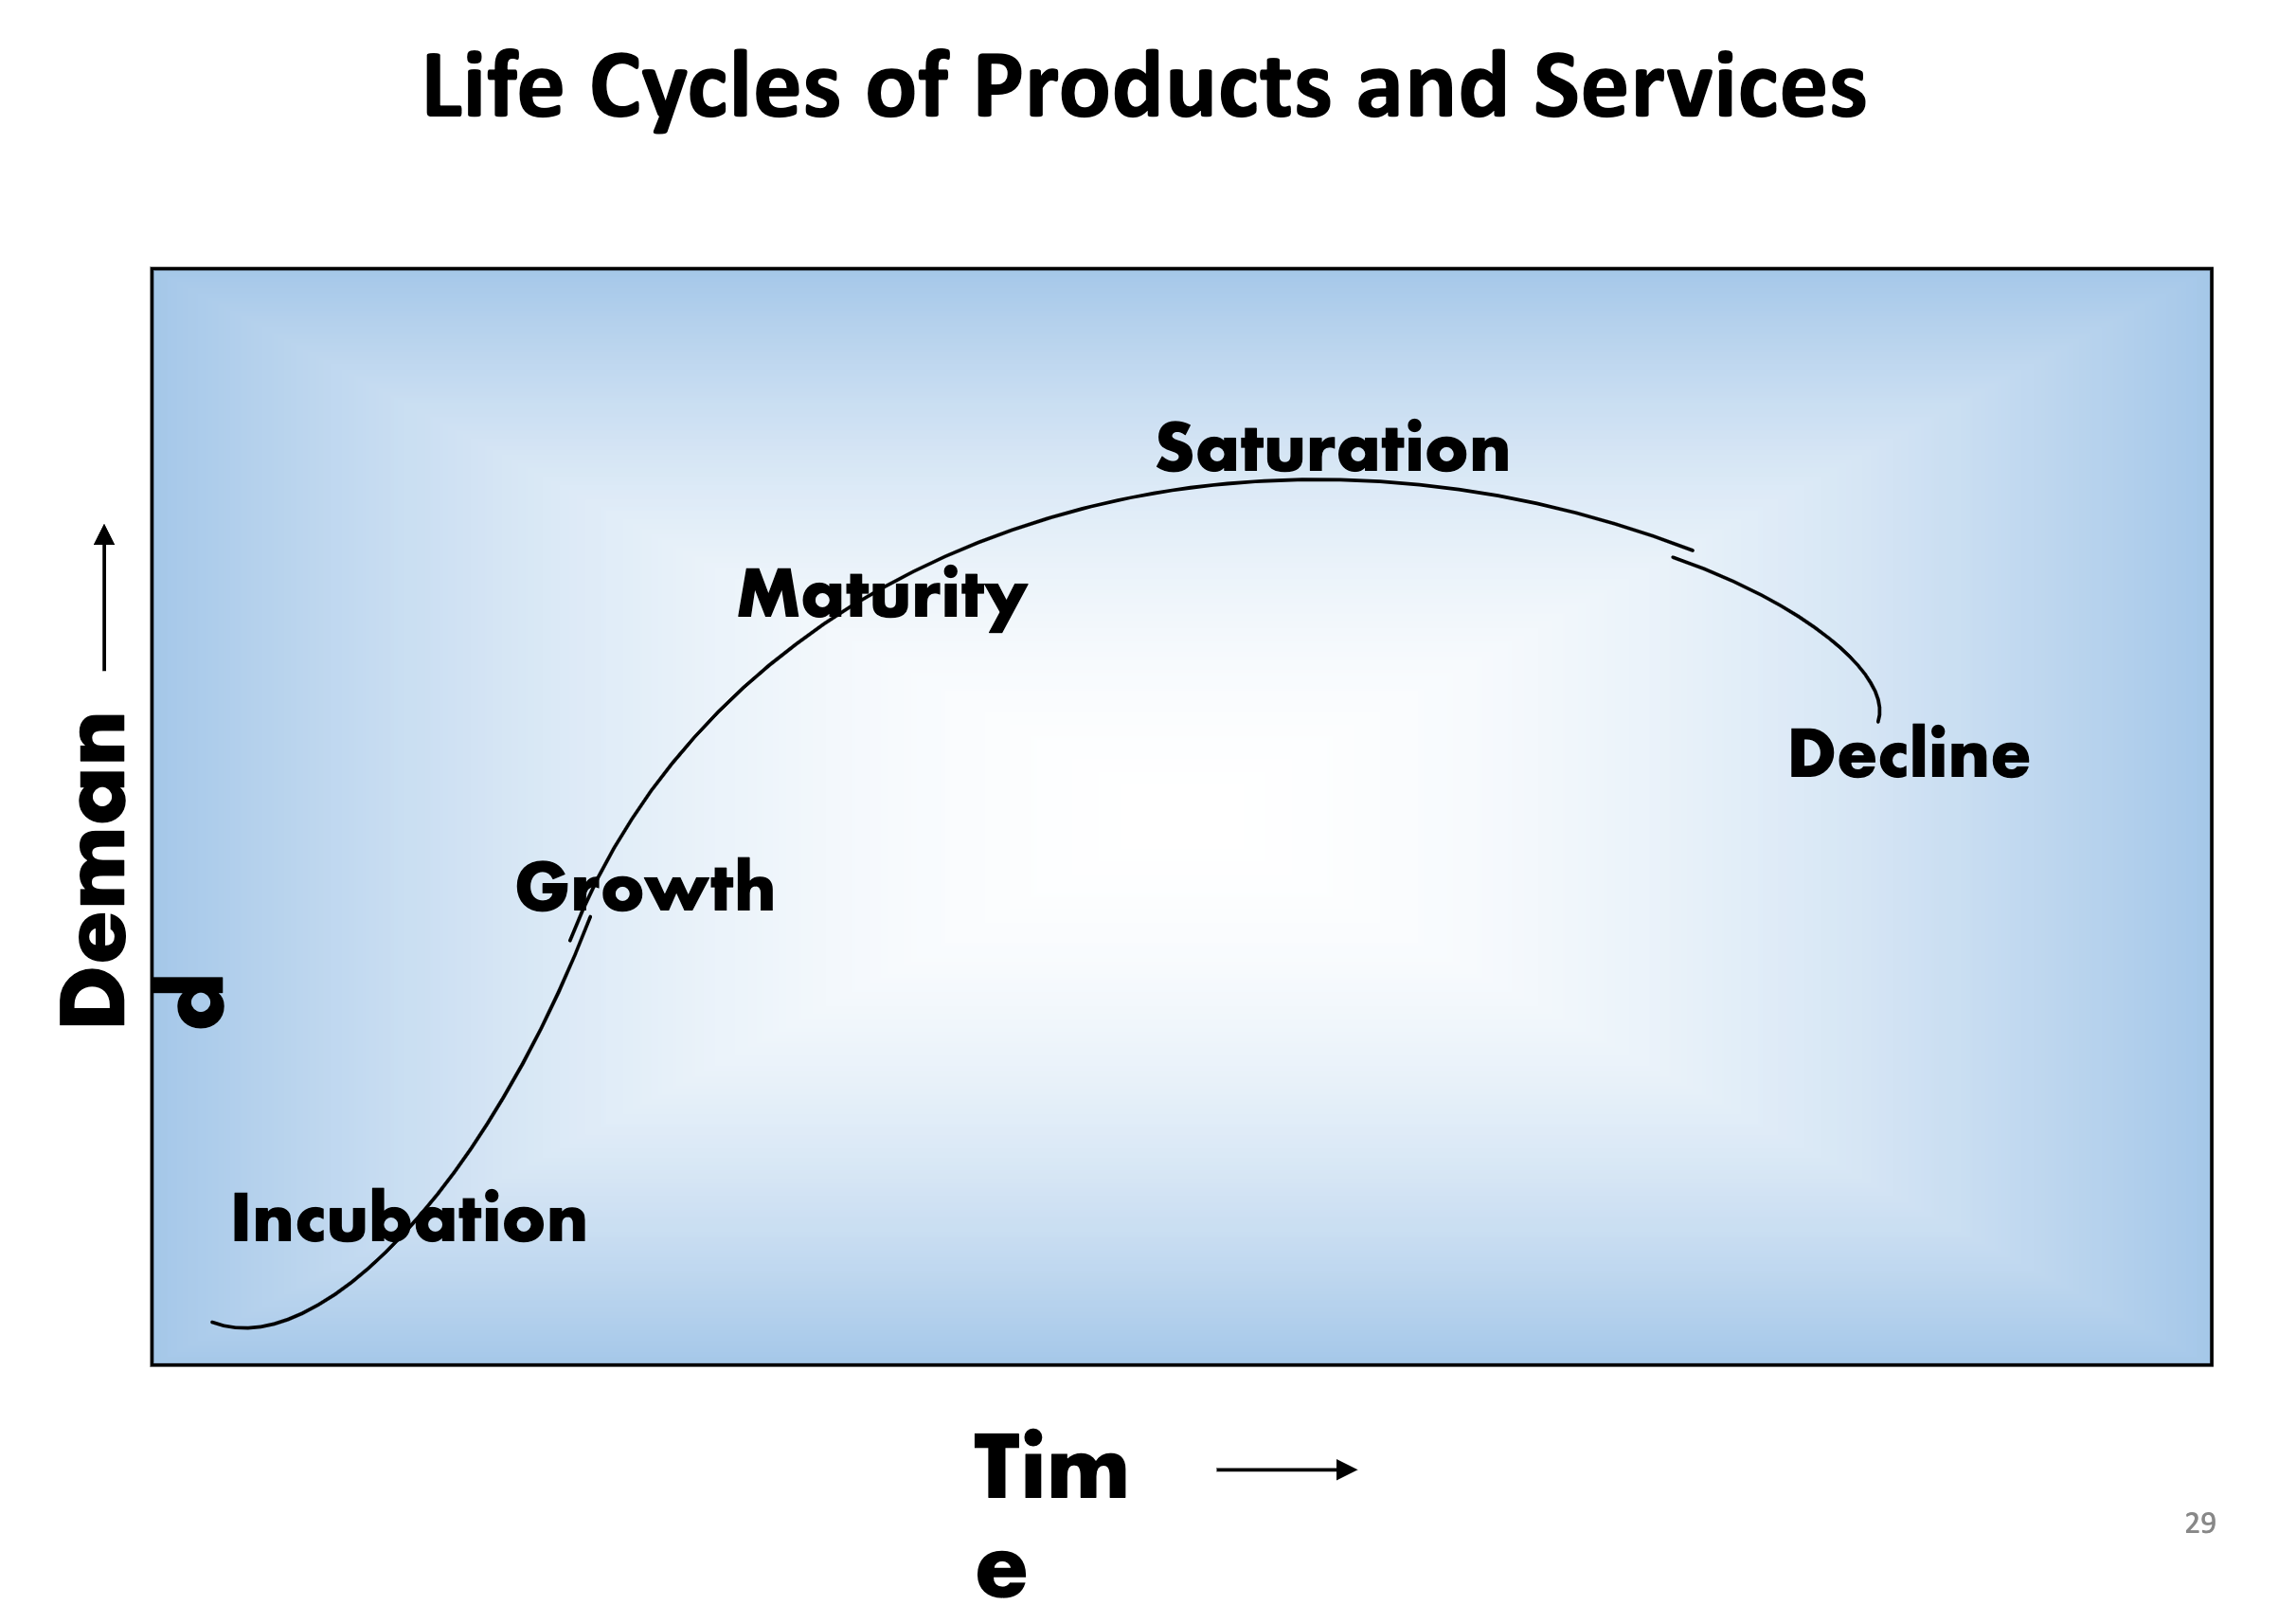 Life Cycles of Products and Services
Saturation
Maturity
Decline
Growth
Incubation
Deman
d
Tim
e
29